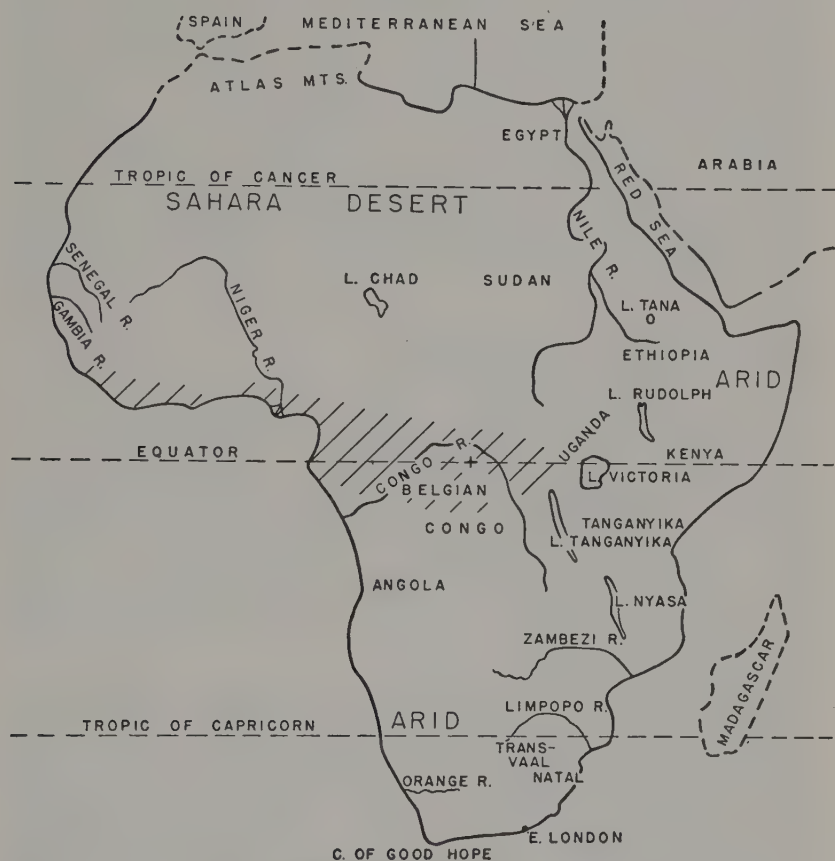 SPAIN
MEDITERRANEAN SEA
ATLAS MTS.
EGYPT
RED SEA
ARABIA
TROPIC OF CANCER
SAHARA DESERT
NILE R.
SENEGAL R.
GAMBIA R.
NIGER R.
L. CHAD
SUDAN
L. TANA
ETHIOPIA
ARID
L. RUDOLPH
UGANDA
EQUATOR
KENYA
CONGO R.
L. VICTORIA
BELGIAN
CONGO
TANGANYIKA
L. TANGANYIKA
ANGOLA
L. NYASA
ZAMBEZI R.
MADAGASCAR
LIMPOPO R.
TROPIC OF CAPRICORN
ARID
TRANS-
VAAL
NATAL
ORANGE R.
E. LONDON
C. OF GOOD HOPE